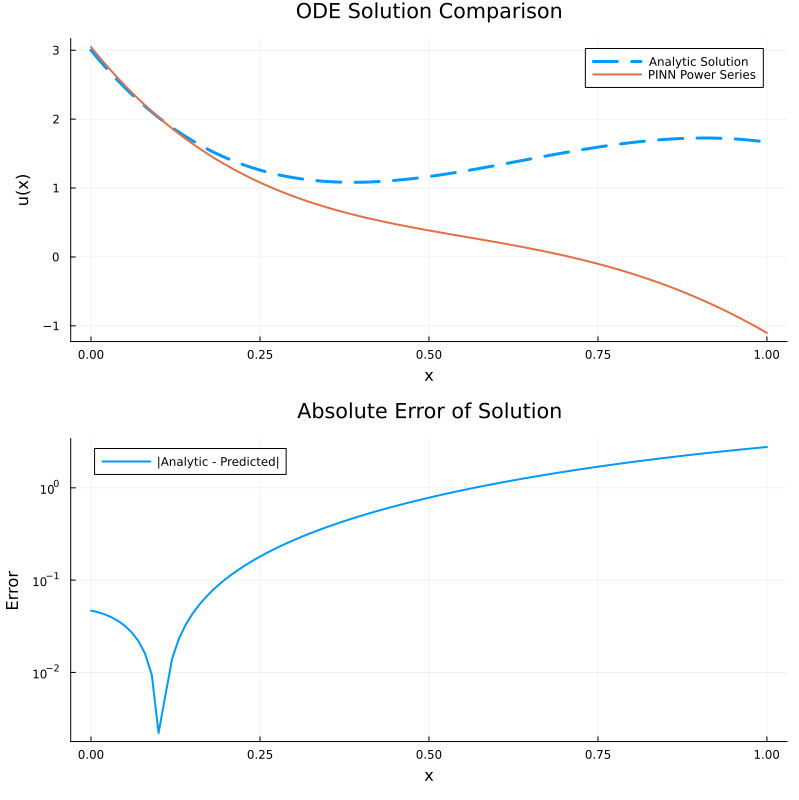 ODE Solution Comparison
Analytic Solution
PINN Power Series
3
2
1
0
−1
u(x)
0.00 0.25 0.50 0.75 1.00
x
Absolute Error of Solution
|Analytic - Predicted|
10⁰
10⁻¹
10⁻²
Error
0.00 0.25 0.50 0.75 1.00
x